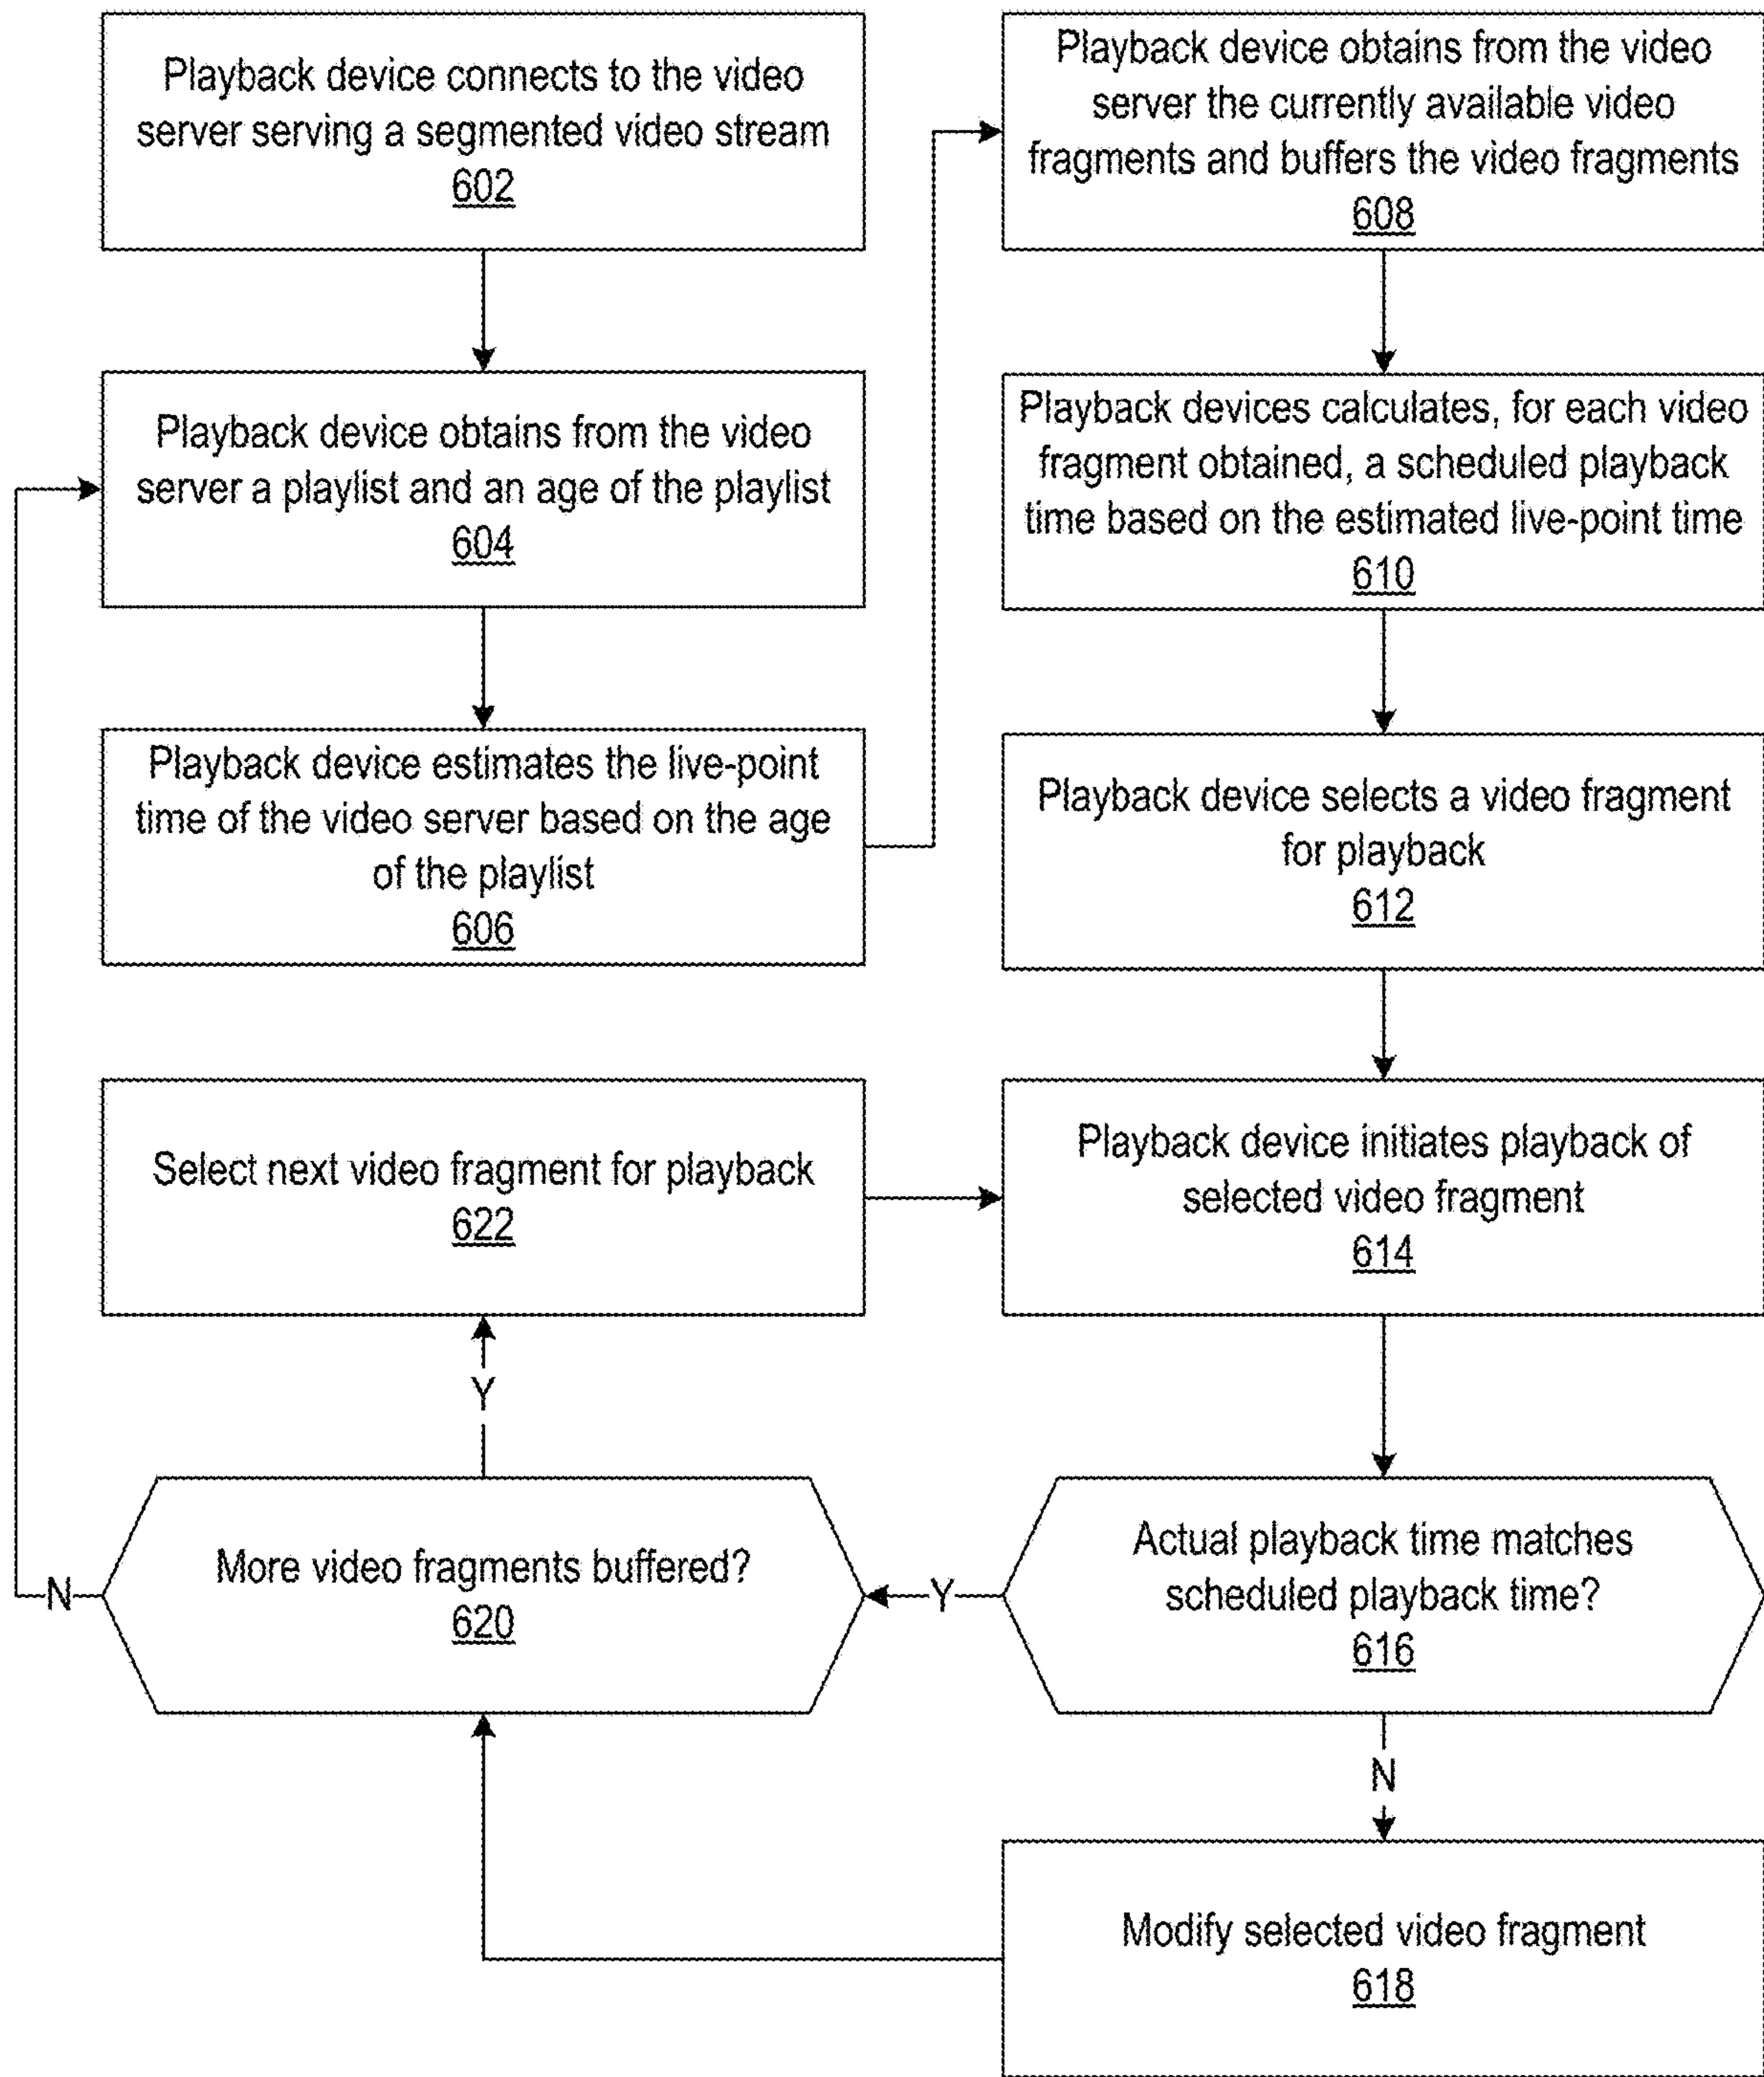 Playback device connects to the video
server serving a segmented video stream
602
Playback device obtains from the video
server a playlist and an age of the playlist
604
Playback device estimates the live-point
time of the video server based on the age
of the playlist
606
Playback device obtains from the video
server the currently available video
fragments and buffers the video fragments
608
Playback devices calculates, for each video
fragment obtained, a scheduled playback
time based on the estimated live-point time
610
Playback device selects a video fragment
for playback
612
Playback device initiates playback of
selected video fragment
614
Actual playback time matches
scheduled playback time?
616
Y
N
Modify selected video fragment
618
More video fragments buffered?
620
Y
N
Select next video fragment for playback
622